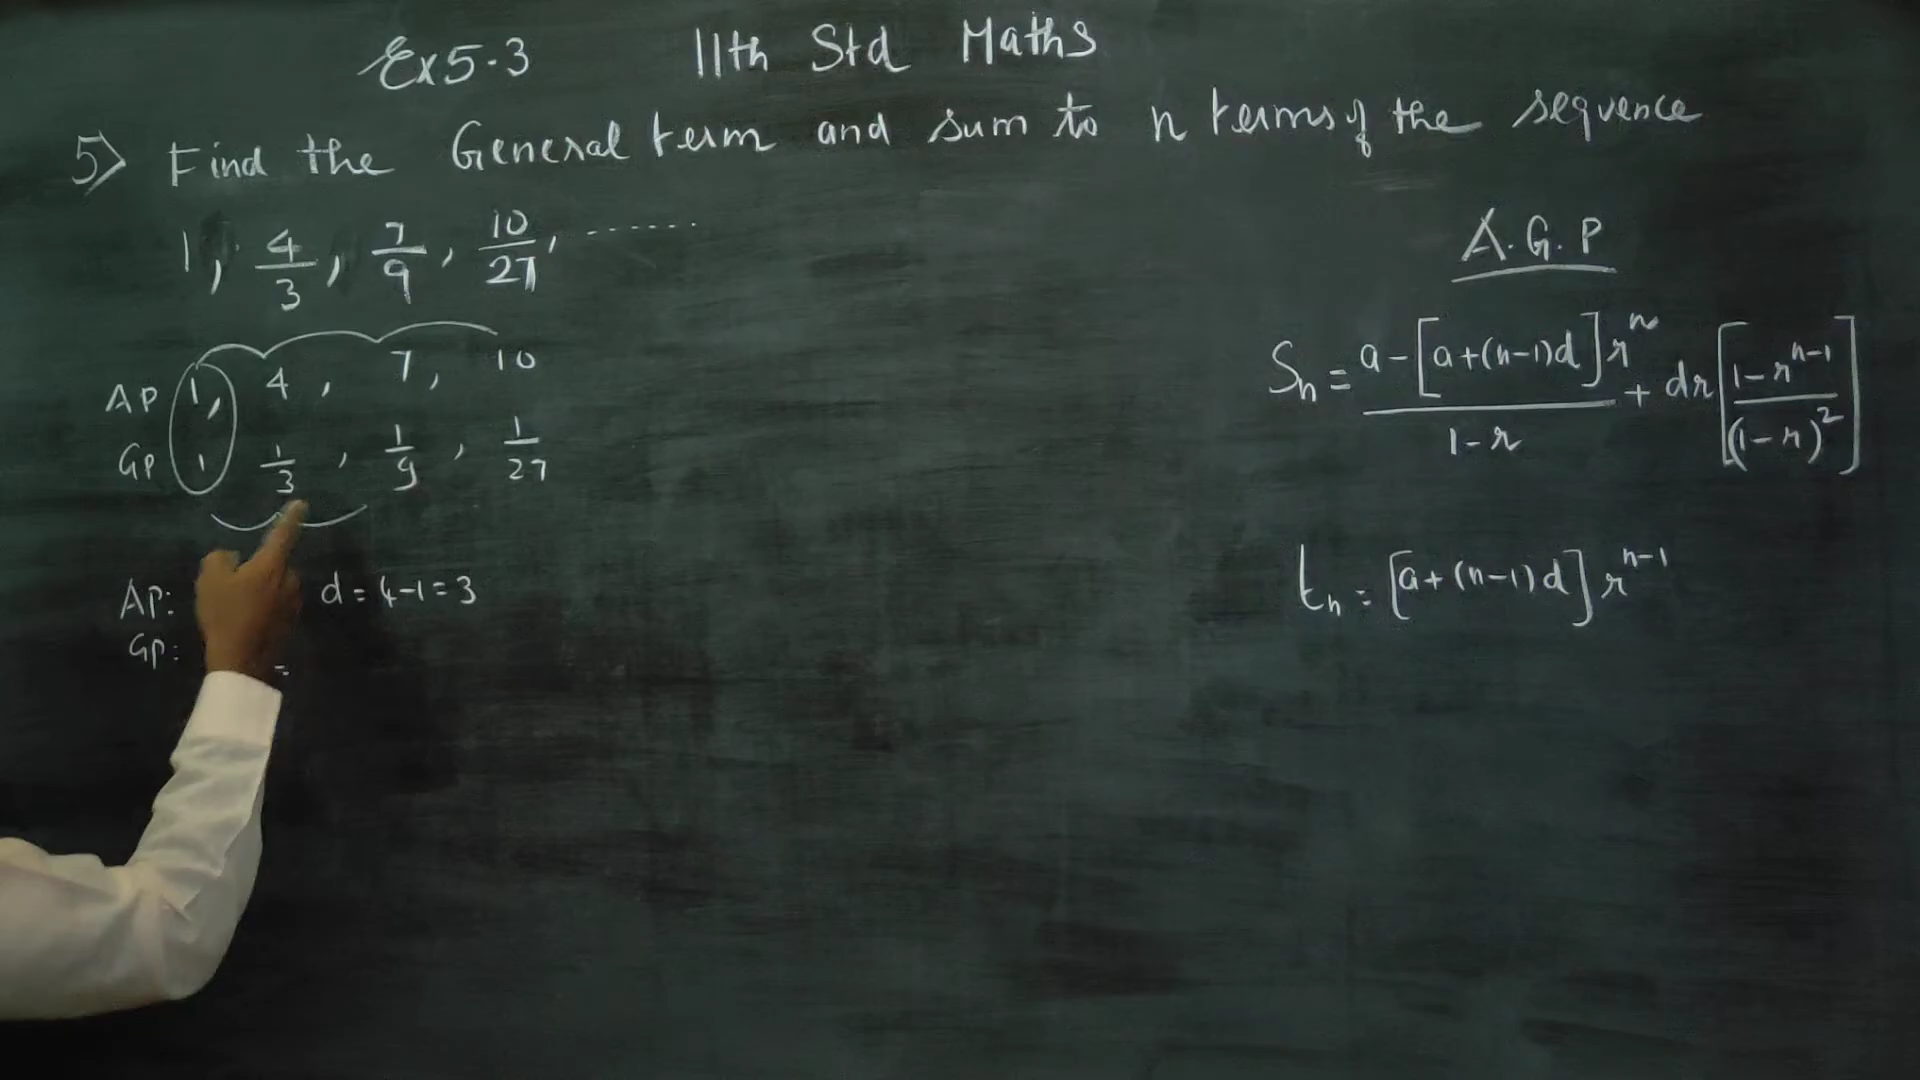 Ex 5.3 11th Std Maths
5) Find the General term and sum to n terms of the sequence
1, 4/3, 7/9, 10/27, .......
A.G.P
AP 1, 4, 7, 10
GP 1 1/3, 1/9, 1/27
Sn = a-[a+(n-1)d]r^n / 1-r + dr[1-r^(n-1) / (1-r)^2]
AP: d = 4-1 = 3
GP: =
tn = [a+(n-1)d] r^(n-1)